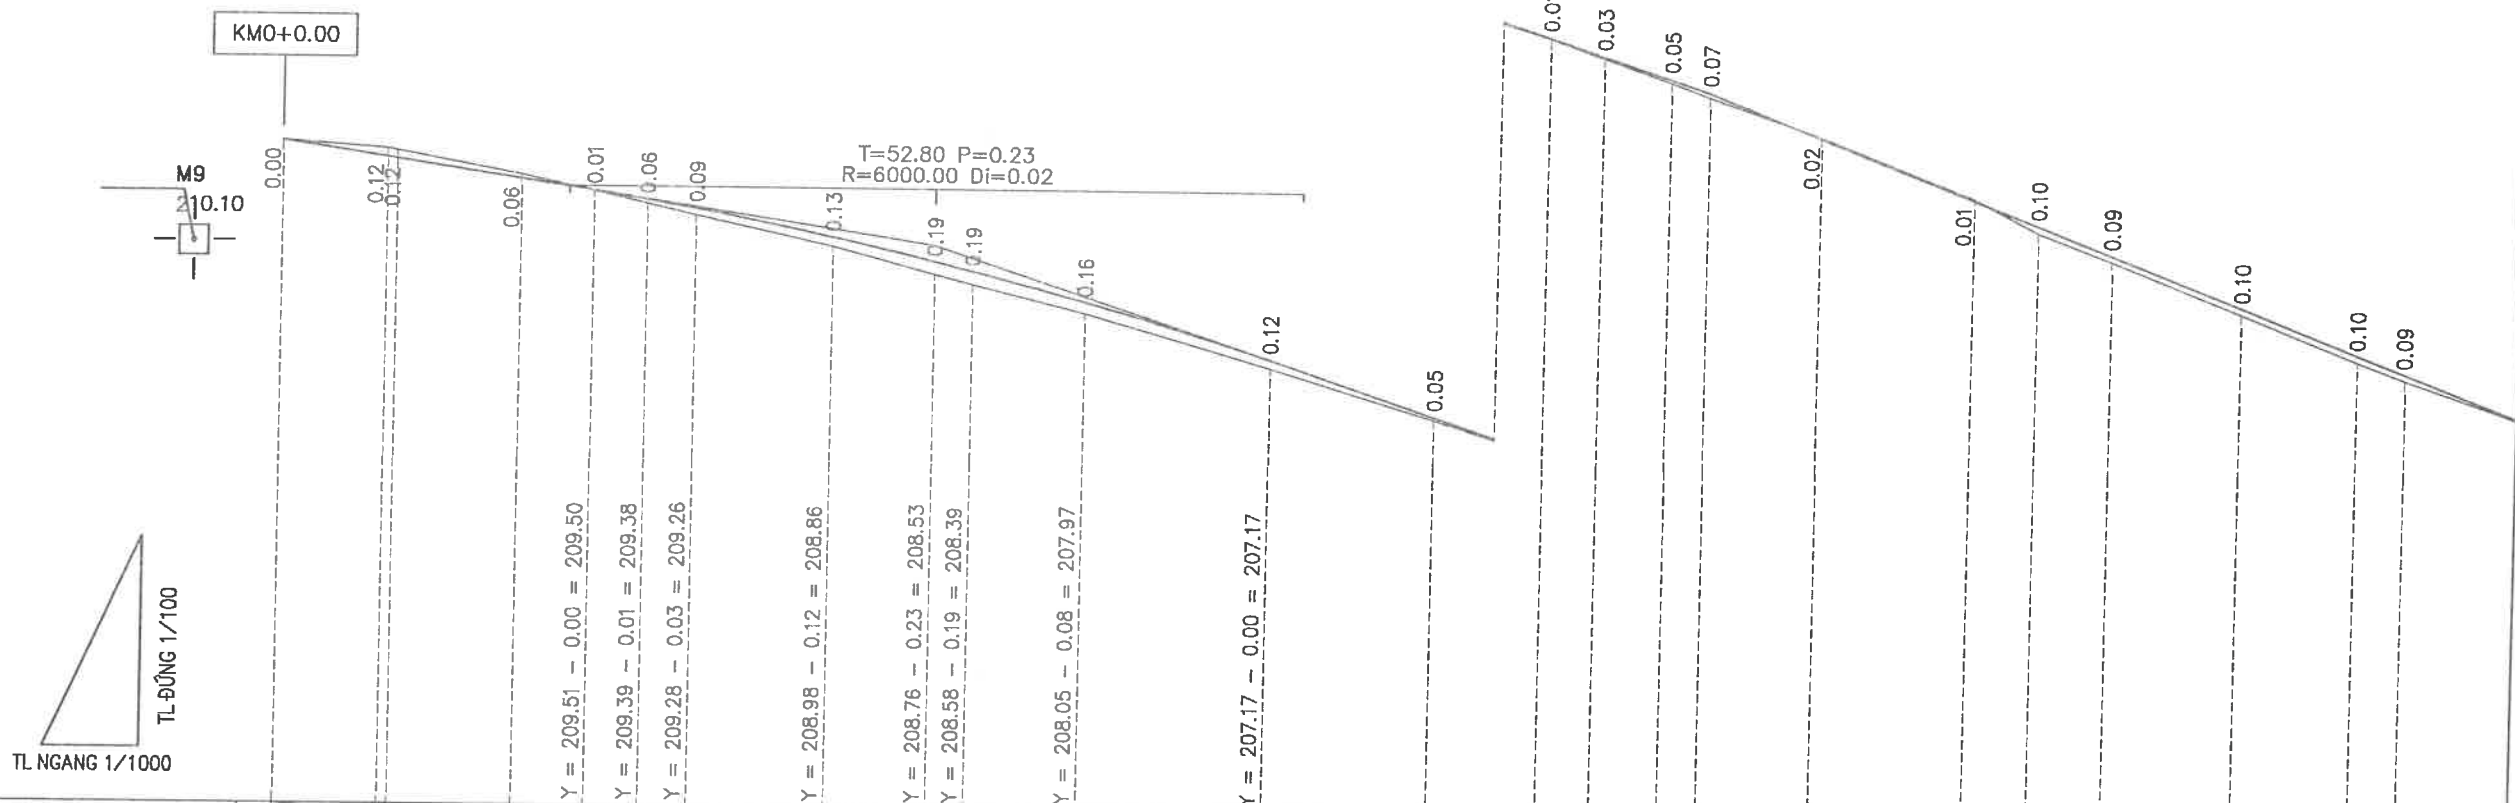 KM0+0.00
M9
210.10
T=52.80 P=0.23
R=6000.00 Di=0.02
0.00
0.12
0.12
0.06
0.01
0.06
0.09
0.13
0.19
0.19
0.16
0.12
0.05
0.03
0.05
0.07
0.02
0.01
0.10
0.09
0.10
0.10
0.09
Y = 209.51 - 0.00 = 209.50
Y = 209.39 - 0.01 = 209.38
Y = 209.28 - 0.03 = 209.26
Y = 208.98 - 0.12 = 208.86
Y = 208.76 - 0.23 = 208.53
Y = 208.58 - 0.19 = 208.39
Y = 208.05 - 0.08 = 207.97
Y = 207.17 - 0.00 = 207.17
TL ĐỨNG 1/100
TL NGANG 1/1000